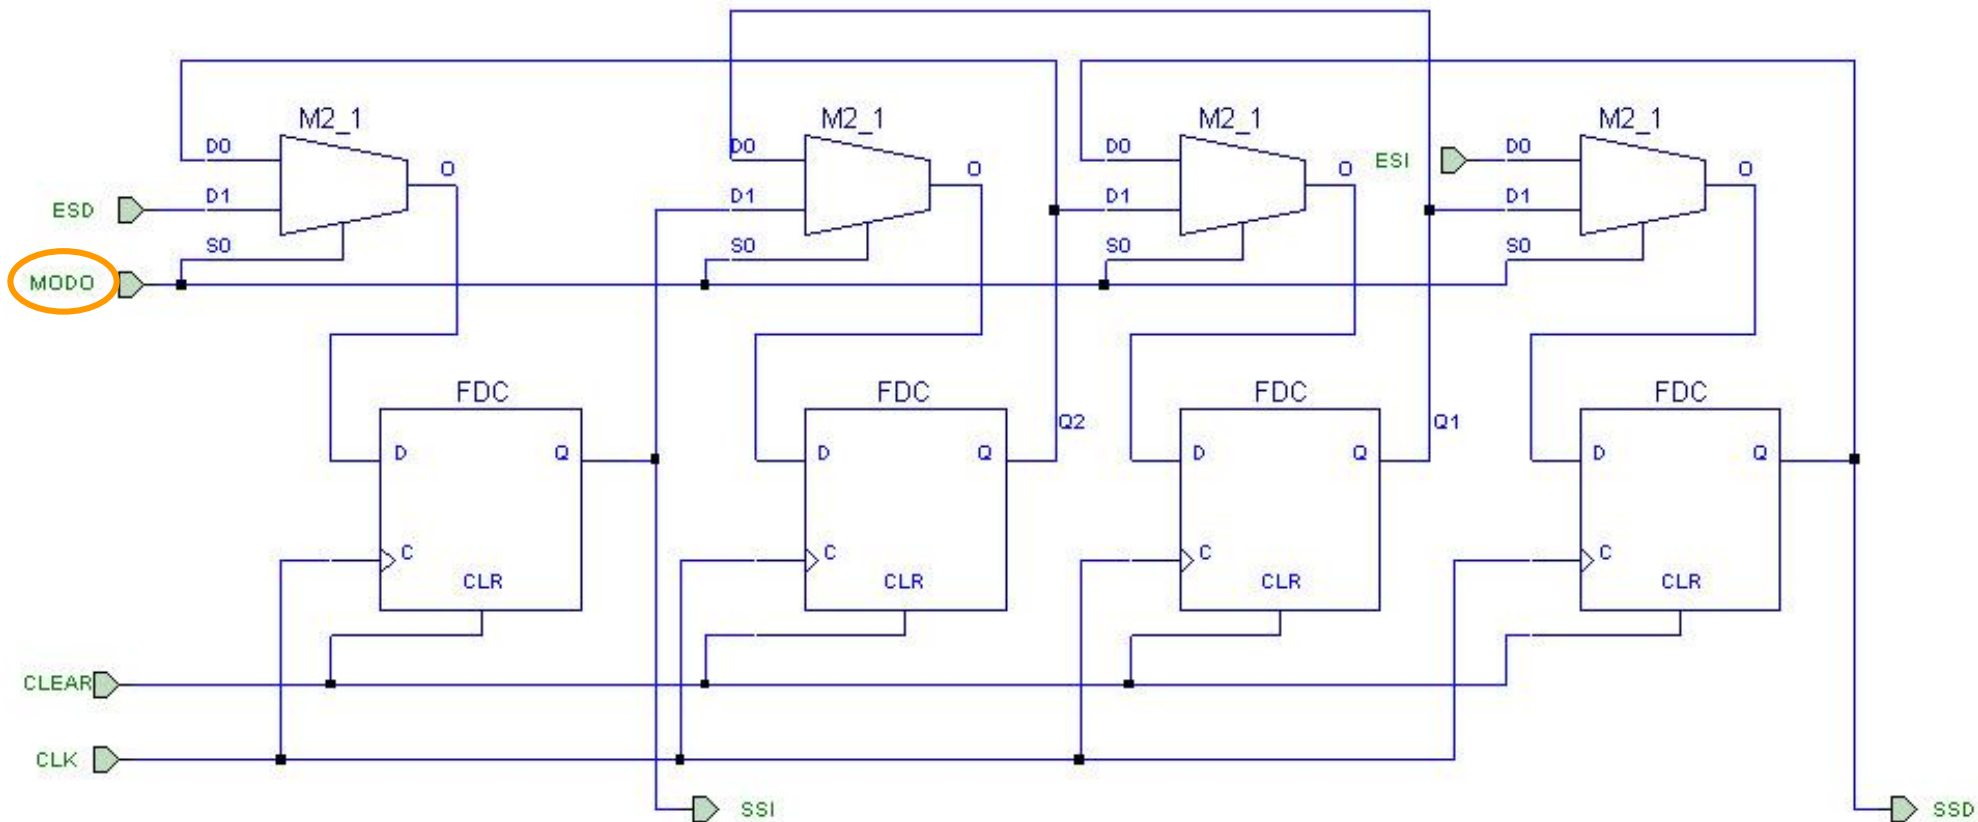 M2_1 M2_1 M2_1 M2_1
D0 O D0 O D0 O ESI D0 O
ESD D1 D1 D1 D1
S0 S0 S0 S0
MODO
FDC FDC FDC FDC
Q2 Q1
D Q D Q D Q D Q
C C C C
CLR CLR CLR CLR
CLEAR
CLK
SSI SSD